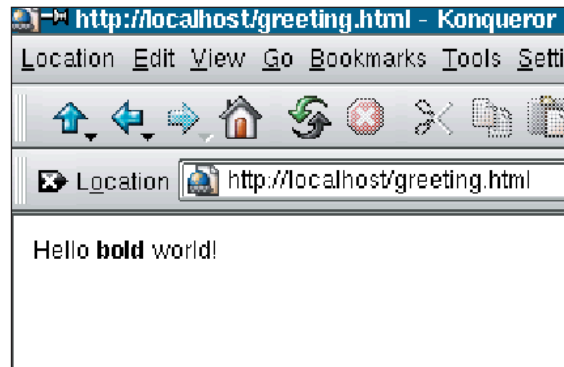 http://localhost/greeting.html - Konqueror
Location Edit View Go Bookmarks Tools Setti
Location http://localhost/greeting.html
Hello bold world!